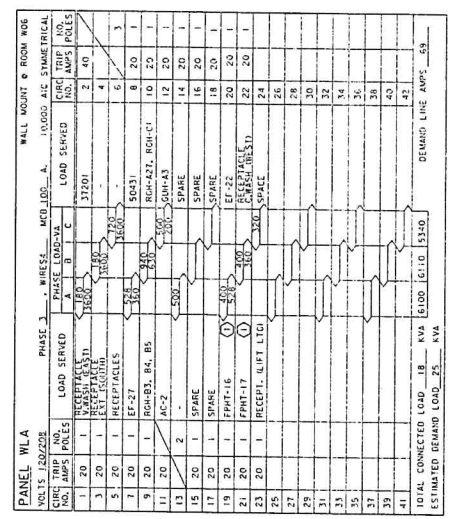 PANEL WLA
WALL MOUNT @ ROOM W06
VOLTS 120/208 PHASE 3 , WIRES 4 MCB 100 A. 10,000 AIC SYMMETRICAL
CIRC NO. TRIP AMPS NO. POLES LOAD SERVED PHASE LOAD-VA A B C LOAD SERVED CIRC NO. TRIP AMPS NO. POLES
1 20 1 RECEPTACLE V.WASH (EAST) 180 3600 37201 2 40
3 20 1 RECEPTACLE EXT (SOUTH) 180 3600 - 4
5 20 1 RECEPTACLES 720 3600 - 6 3
7 20 1 EF-27 528 360 50431 8 20 1
9 20 1 RGH-B3, B4, B5 940 630 RGH-A27, RGH-C1 10 20 1
11 20 AC-2 500 200 GUH-A3 12 20 1
13 2 - 500 SPARE 14 20 1
15 20 1 SPARE SPARE 16 20 1
17 20 1 SPARE SPARE 18 20 1
19 20 1 FPHT-16 1 400 528 EF-22 20 20 1
21 20 1 FPHT-17 1 400 360 RECEPTACLE C.WASH (WEST) 22 20 1
23 20 1 RECEPT. (LIFT LTG) 320 SPACE 24
25 26
27 28
29 30
31 32
33 34
35 36
37 38
39 40
41 42
TOTAL CONNECTED LOAD 18 KVA 6100 6110 5340 DEMAND LINE AMPS 69
ESTIMATED DEMAND LOAD 25 KVA